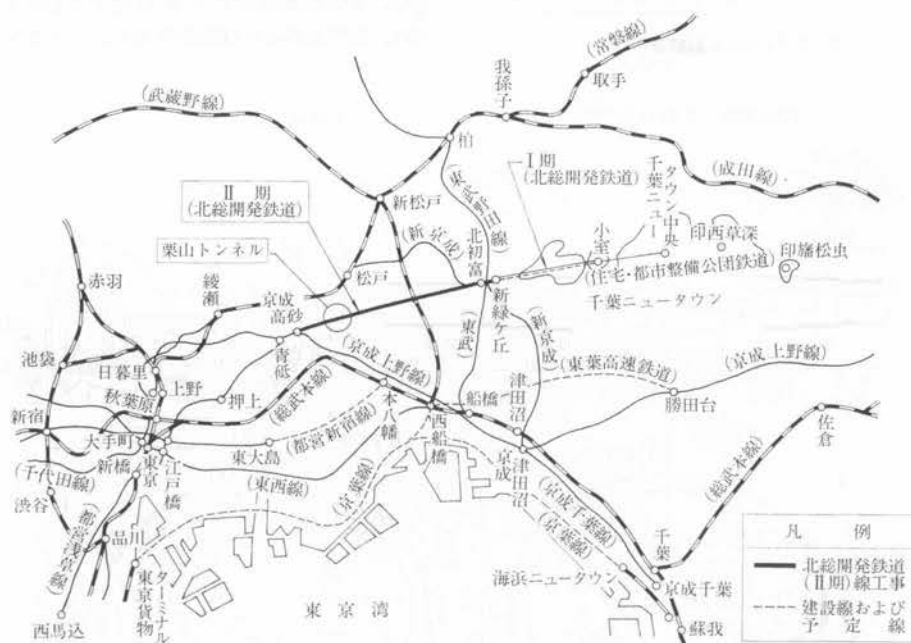 (常磐線)
我孫子
取手
(武蔵野線)
柏
Ⅰ期
(北総開発鉄道)
千葉ニュー
タウン中央
(成田線)
Ⅱ 期
(北総開発鉄道)
新松戸
(東武野田線)
小室
印西草深
印旛松虫
栗山トンネル
(新京成)
北初富
赤羽
綾瀬
京成
高砂
松戸
(住宅・都市整備公団鉄道)
新緑ヶ丘
千葉ニュータウン
青砥
(東武)
(新京成)
池袋
日暮里
上野
(京成上野線)
(京成上野線)
(東葉高速鉄道)
押上
(総武本線)
本八幡
船橋
津田沼
勝田台
新宿
秋葉原
大手町
(都営新宿線)
東大島
西船橋
佐倉
新橋
東京
江戸橋
(千代田線)
(東西線)
(京葉線)
京成
津田沼
(総武本線)
渋谷
(都営浅草線)
品川
(京成千葉線)
(京葉線)
千葉
東京貨物
ターミナル
海浜ニュータウン
京成千葉
西馬込
東京湾
蘇我
凡 例
北総開発鉄道
(Ⅱ期)線工事
建設線および
予定線